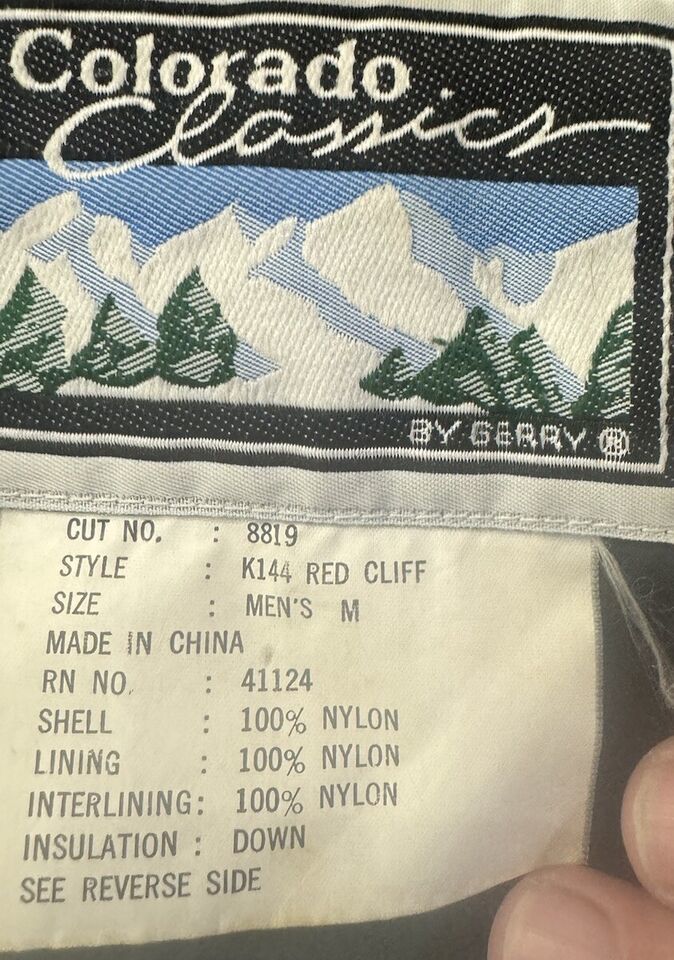 Colorado
Classics
BY GERRY ®
CUT NO. : 8819
STYLE : K144 RED CLIFF
SIZE : MEN'S M
MADE IN CHINA
RN NO. : 41124
SHELL : 100% NYLON
LINING : 100% NYLON
INTERLINING: 100% NYLON
INSULATION : DOWN
SEE REVERSE SIDE